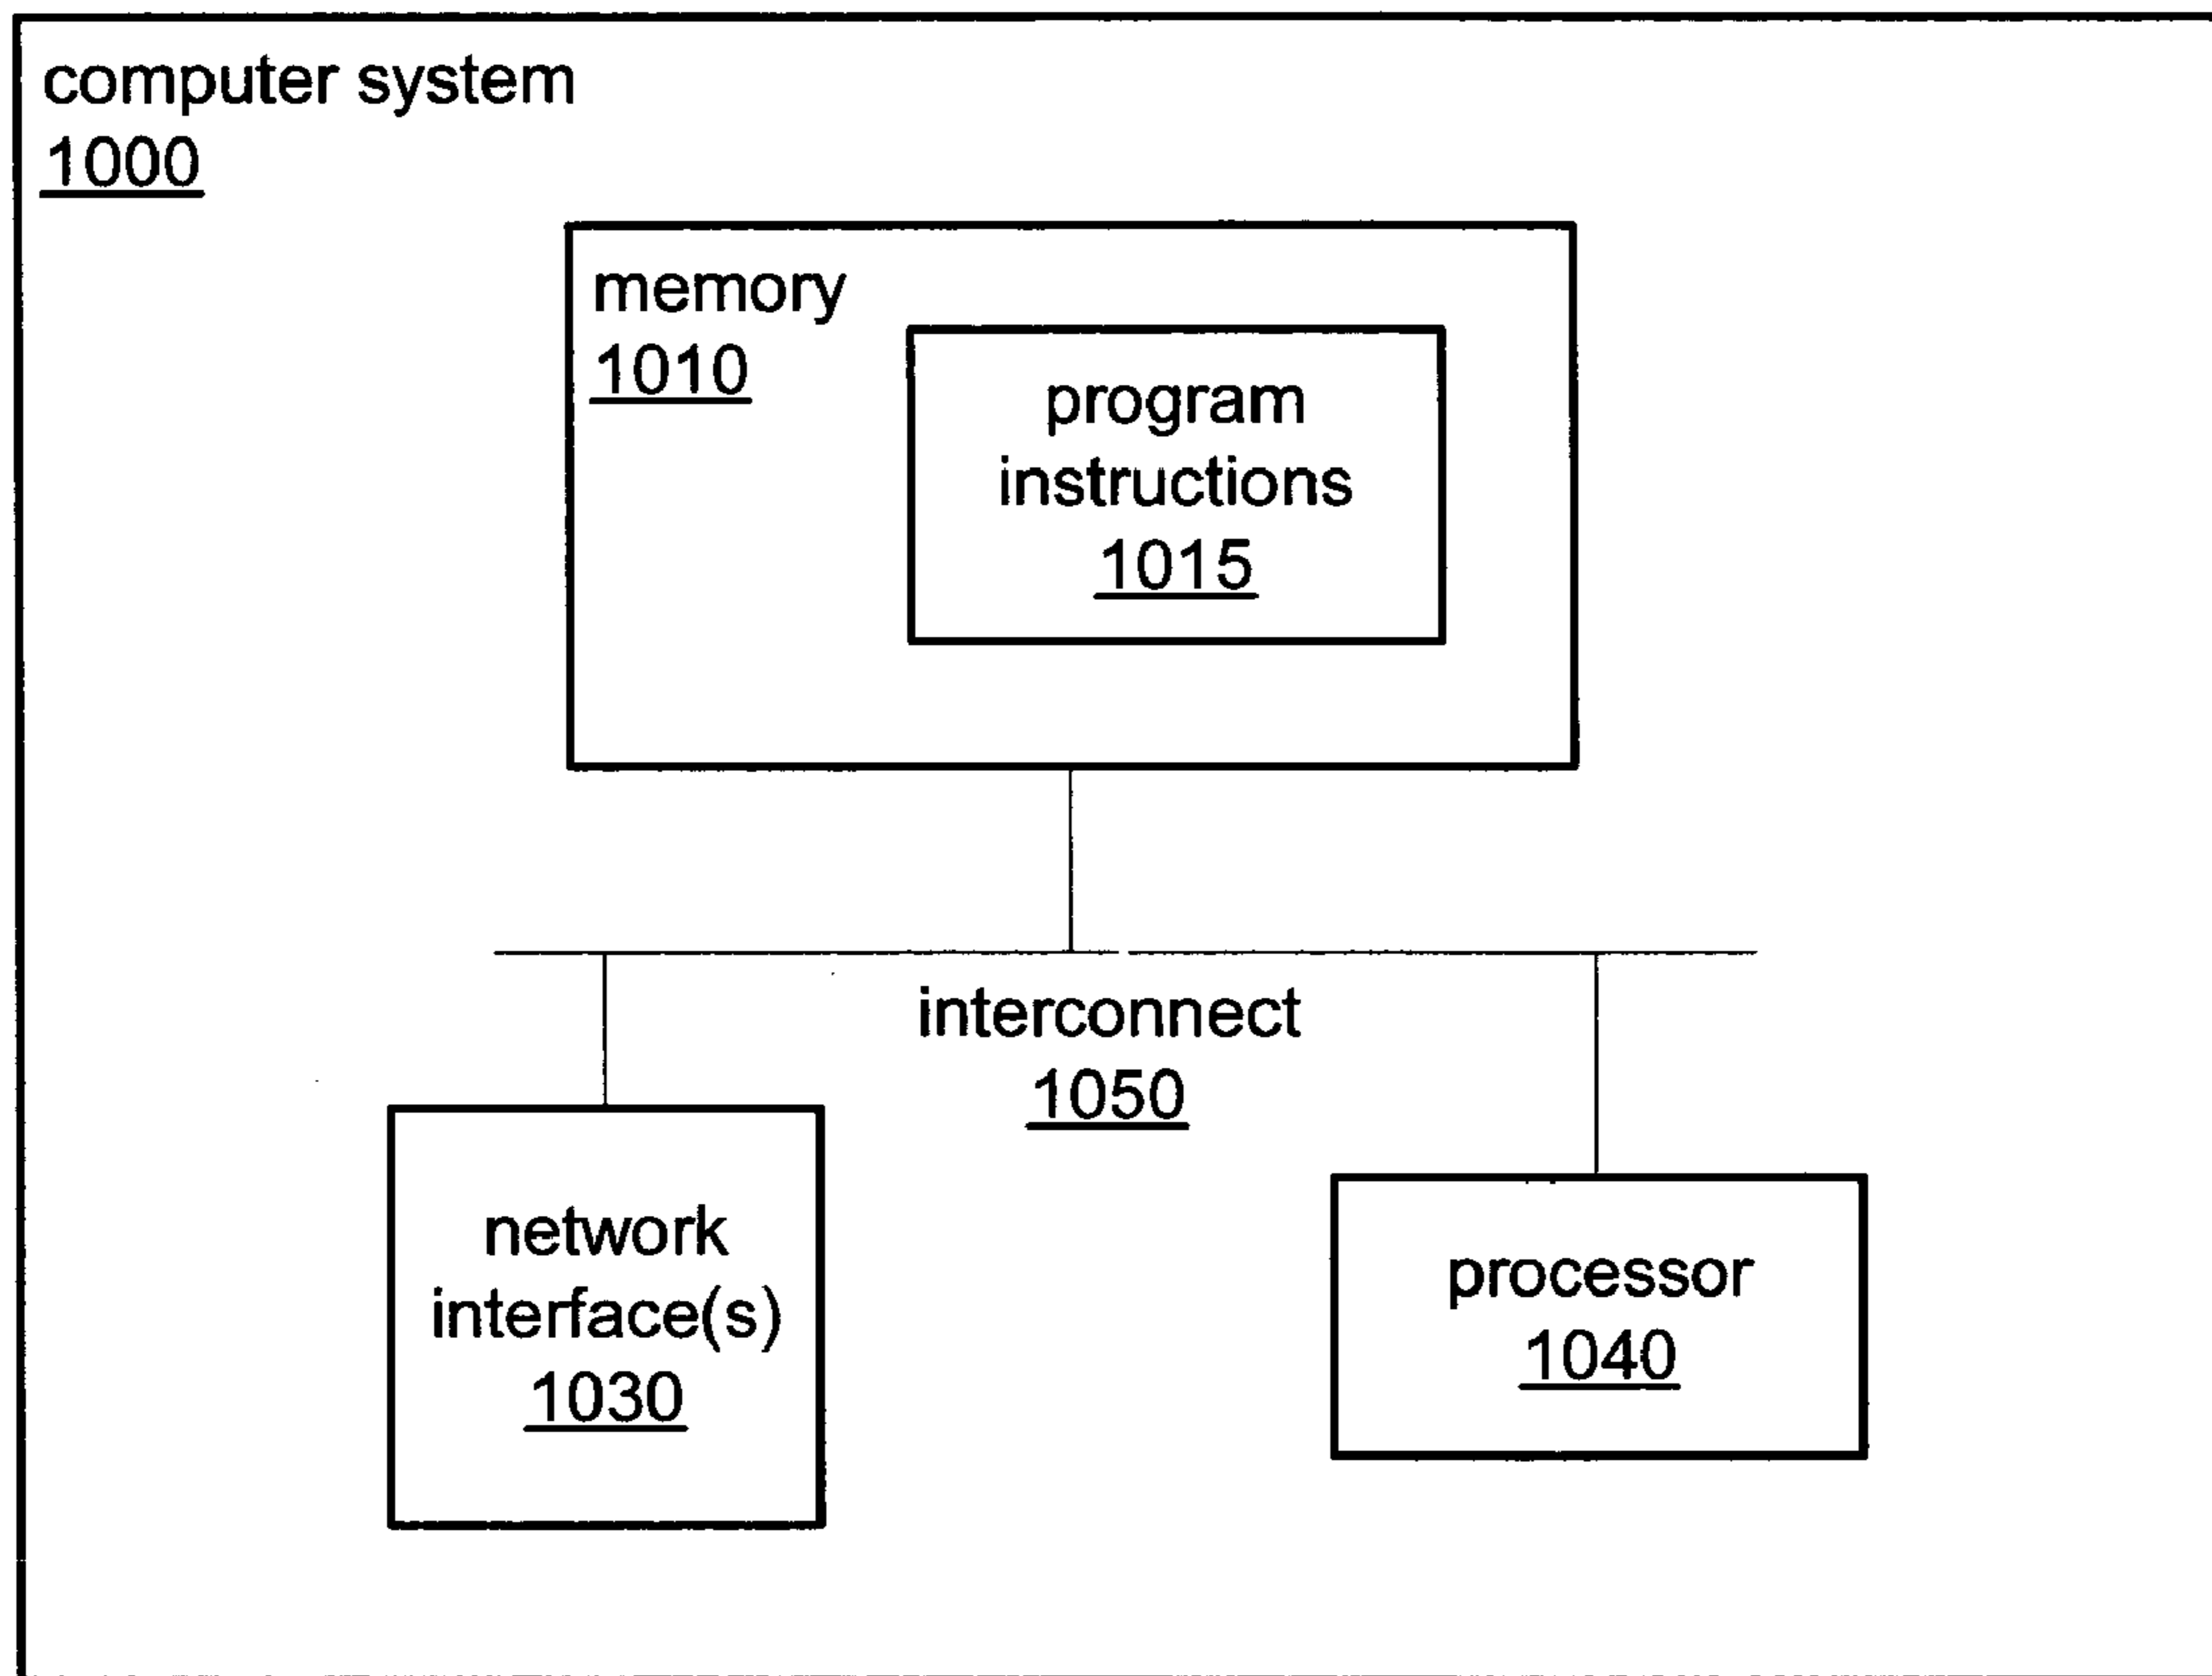 computer system
1000
memory
1010
program
instructions
1015
interconnect
1050
network
interface(s)
1030
processor
1040